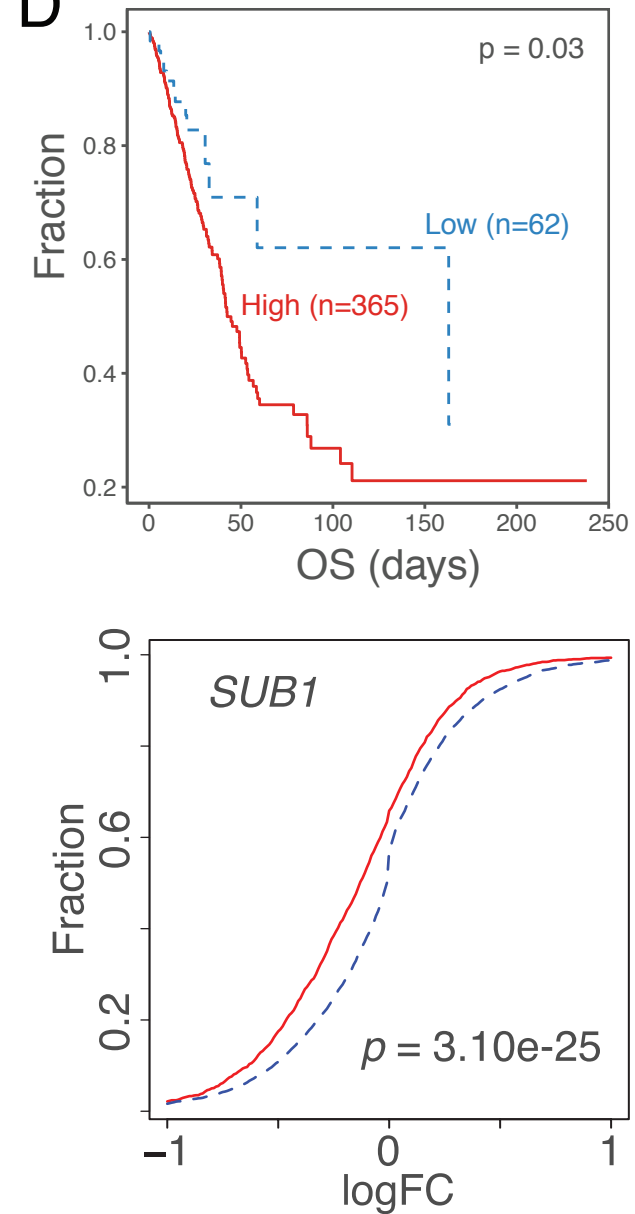 D
p = 0.03
1.0
0.8
0.6
0.4
0.2
Fraction
Low (n=62)
High (n=365)
0 50 100 150 200 250
OS (days)
SUB1
1.0
0.6
0.2
Fraction
p = 3.10e-25
−1 0 1
logFC